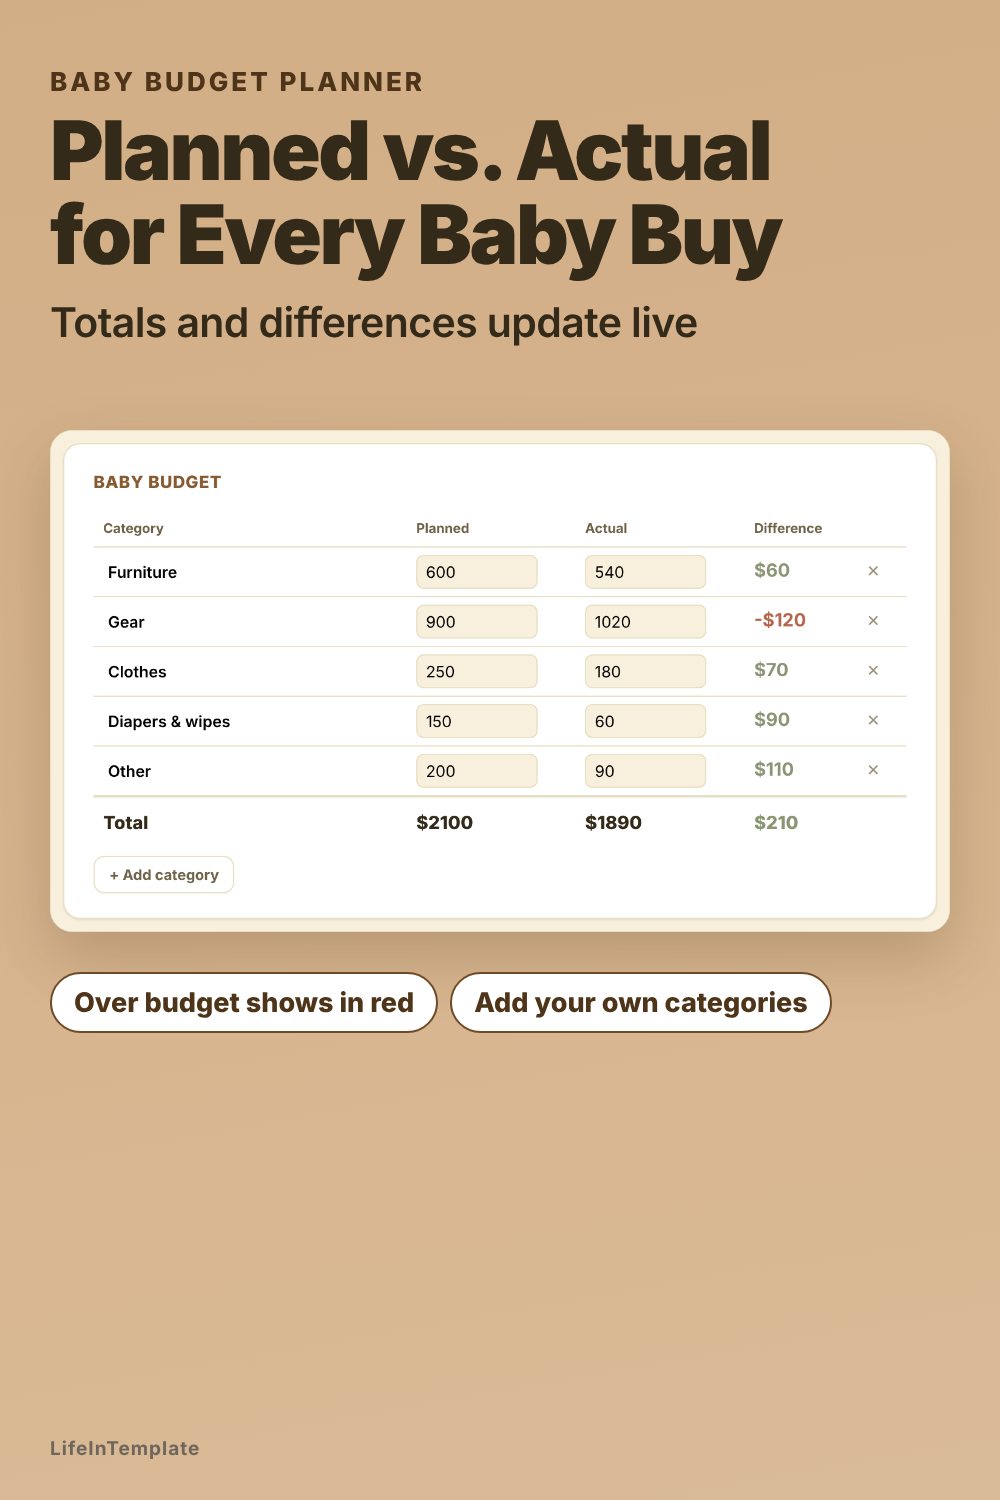 BABY BUDGET PLANNER
Planned vs. Actual
for Every Baby Buy
Totals and differences update live
BABY BUDGET
Category Planned Actual Difference
Furniture 600 540 $60 ×
Gear 900 1020 -$120 ×
Clothes 250 180 $70 ×
Diapers & wipes 150 60 $90 ×
Other 200 90 $110 ×
Total $2100 $1890 $210
+ Add category
Over budget shows in red Add your own categories
LifeInTemplate